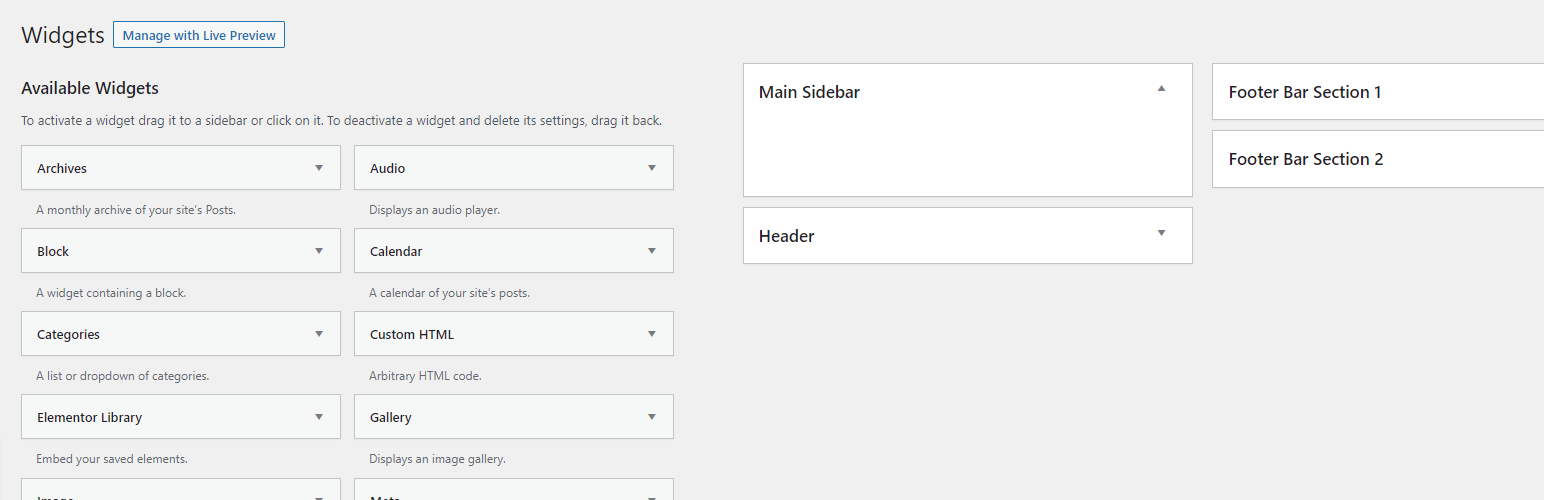 Widgets
Manage with Live Preview
Available Widgets
To activate a widget drag it to a sidebar or click on it. To deactivate a widget and delete its settings, drag it back.
Archives
Audio
A monthly archive of your site's Posts.
Displays an audio player.
Block
Calendar
A widget containing a block.
A calendar of your site's posts.
Categories
Custom HTML
A list or dropdown of categories.
Arbitrary HTML code.
Elementor Library
Gallery
Embed your saved elements.
Displays an image gallery.
Image
Meta
Main Sidebar
Header
Footer Bar Section 1
Footer Bar Section 2